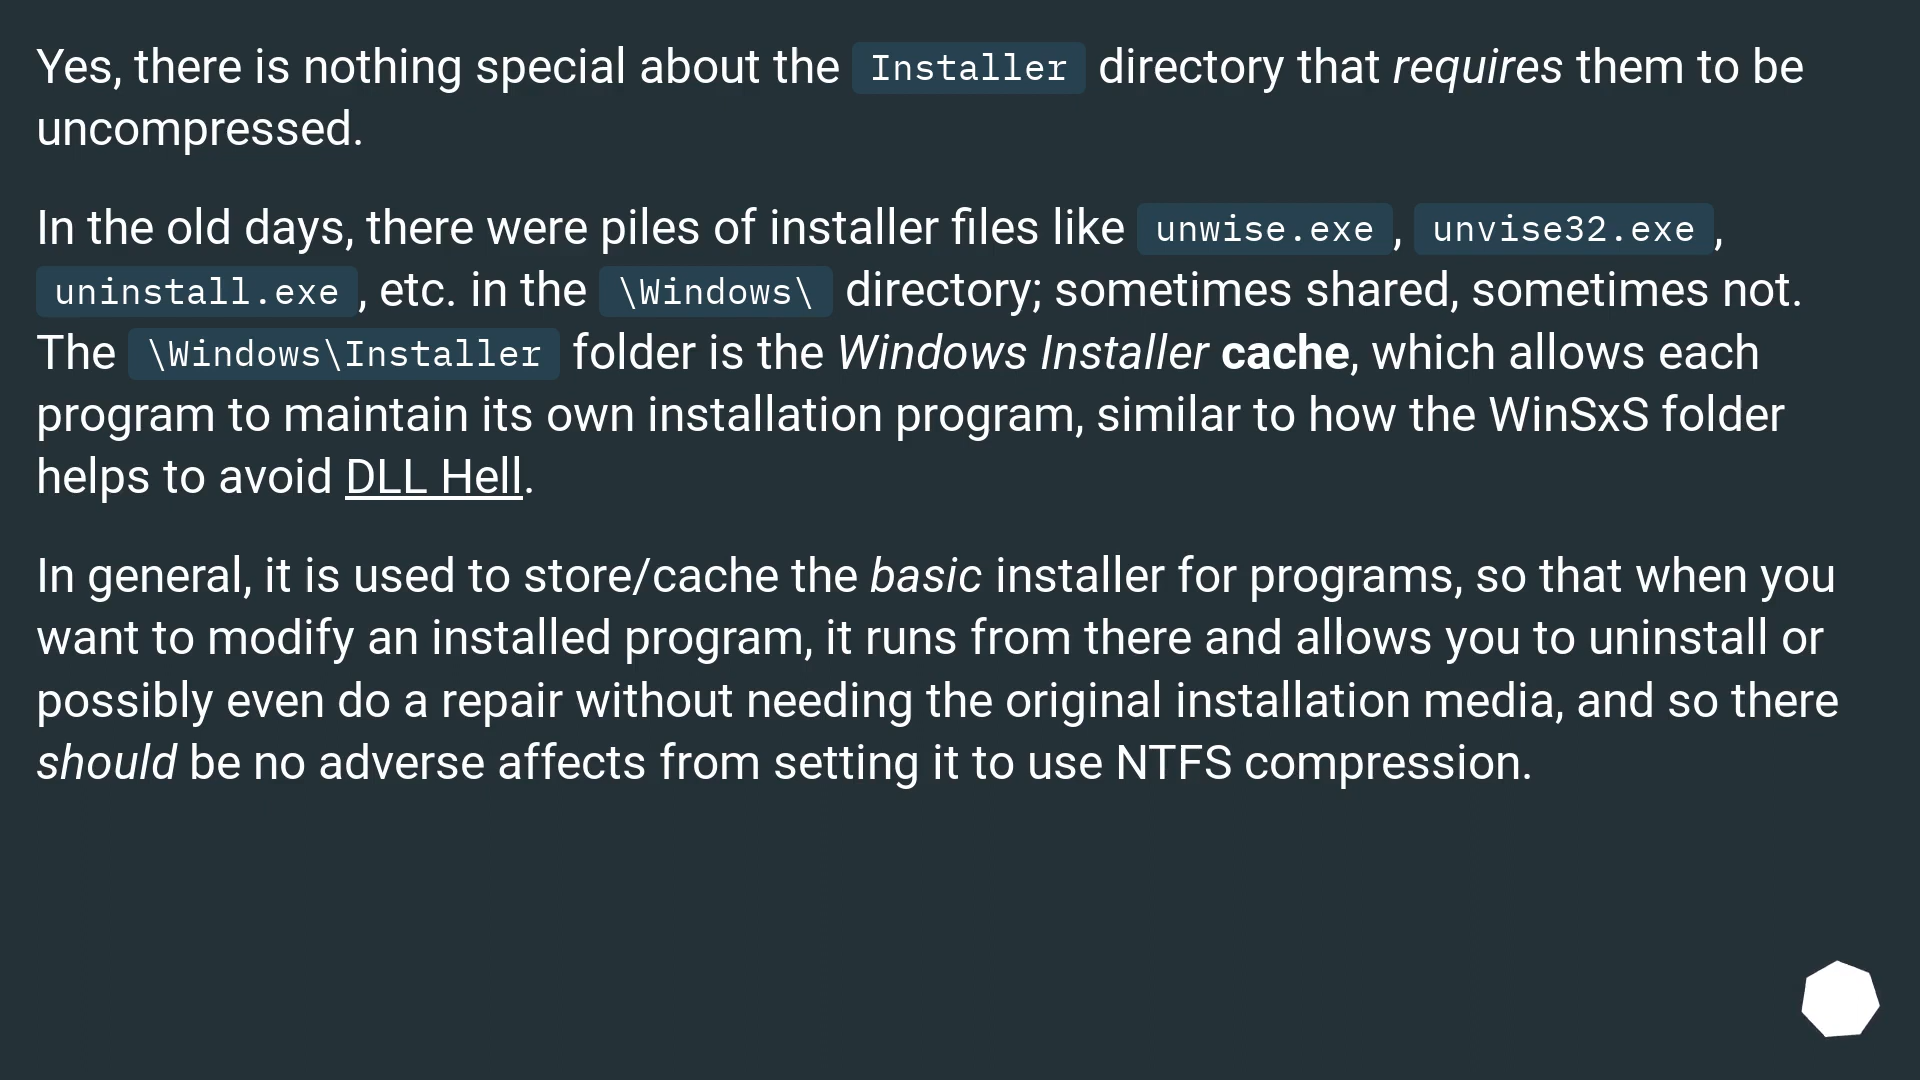 Yes, there is nothing special about the Installer directory that requires them to be
uncompressed.
In the old days, there were piles of installer files like unwise.exe, unvise32.exe,
uninstall.exe, etc. in the \Windows\ directory; sometimes shared, sometimes not.
The \Windows\Installer folder is the Windows Installer cache, which allows each
program to maintain its own installation program, similar to how the WinSxS folder
helps to avoid DLL Hell.
In general, it is used to store/cache the basic installer for programs, so that when you
want to modify an installed program, it runs from there and allows you to uninstall or
possibly even do a repair without needing the original installation media, and so there
should be no adverse affects from setting it to use NTFS compression.